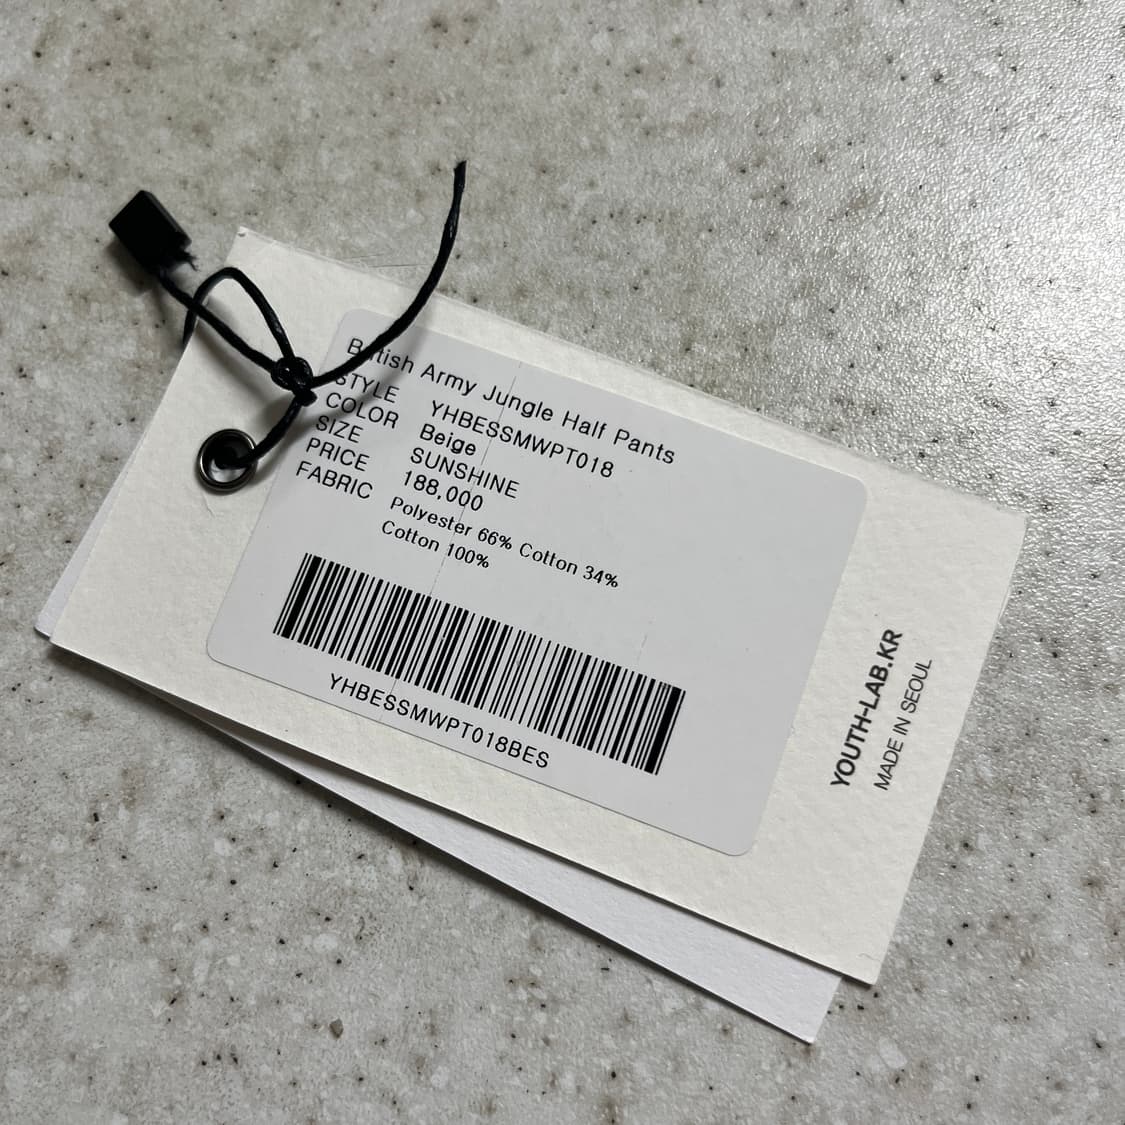 British Army Jungle Half Pants
STYLE YHBESSMWPT018
COLOR Beige
SIZE SUNSHINE
PRICE 188,000
FABRIC Polyester 66% Cotton 34%
Cotton 100%
YHBESSMWPT018BES
YOUTH-LAB.KR
MADE IN SEOUL